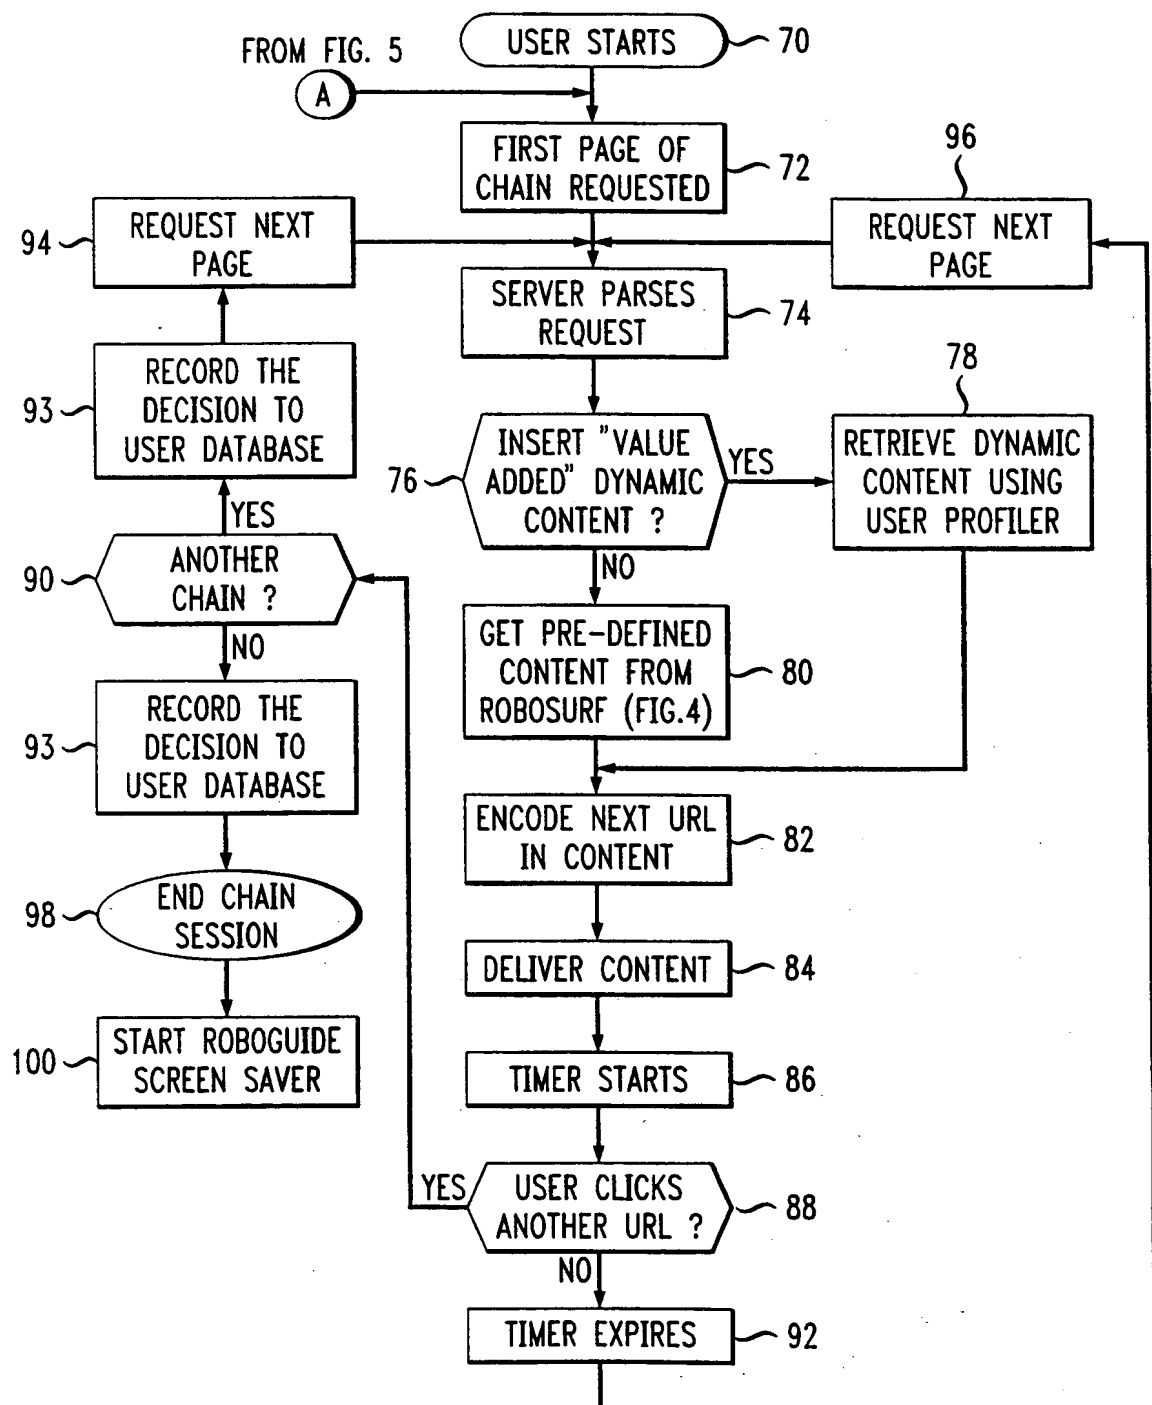 USER STARTS
70
FROM FIG. 5
A
FIRST PAGE OF
CHAIN REQUESTED
72
96
94
REQUEST NEXT
PAGE
REQUEST NEXT
PAGE
SERVER PARSES
REQUEST
74
93
RECORD THE
DECISION TO
USER DATABASE
78
76
INSERT "VALUE
ADDED" DYNAMIC
CONTENT ?
YES
RETRIEVE DYNAMIC
CONTENT USING
USER PROFILER
YES
NO
90
ANOTHER
CHAIN ?
NO
GET PRE-DEFINED
CONTENT FROM
ROBOSURF (FIG.4)
80
93
RECORD THE
DECISION TO
USER DATABASE
ENCODE NEXT URL
IN CONTENT
82
98
END CHAIN
SESSION
DELIVER CONTENT
84
100
START ROBOGUIDE
SCREEN SAVER
TIMER STARTS
86
YES
USER CLICKS
ANOTHER URL ?
88
NO
TIMER EXPIRES
92